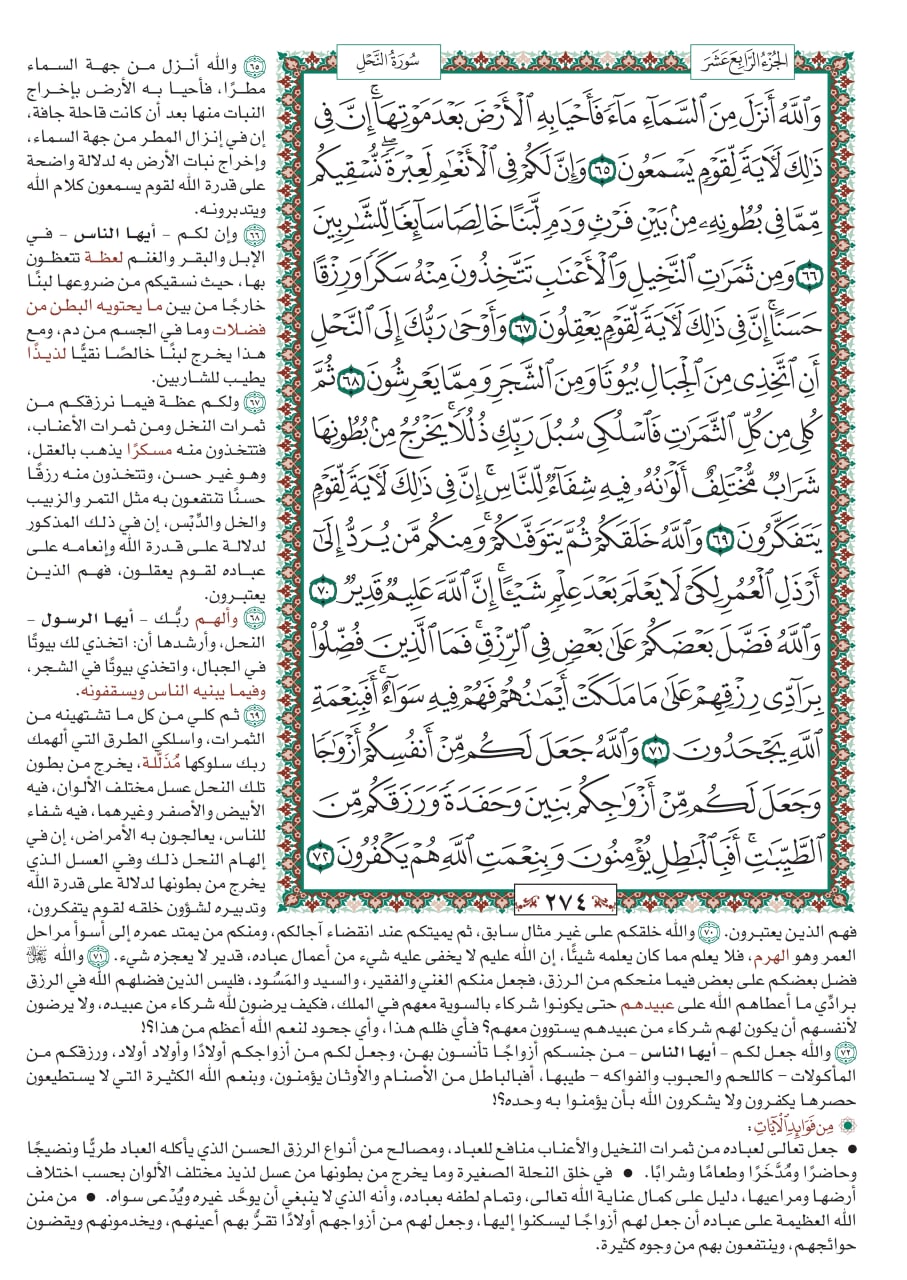 الجُزْءُ الرَّابِعَ عَشَرَ
سُورَةُ النَّحْلِ
وَٱللَّهُ أَنزَلَ مِنَ ٱلسَّمَآءِ مَآءً فَأَحْيَا بِهِ ٱلْأَرْضَ بَعْدَ مَوْتِهَآ ۚ إِنَّ فِى
ذَٰلِكَ لَـَٔايَةً لِّقَوْمٍ يَسْمَعُونَ ٦٥ وَإِنَّ لَكُمْ فِى ٱلْأَنْعَٰمِ لَعِبْرَةً ۖ نُّسْقِيكُم
مِّمَّا فِى بُطُونِهِۦ مِنۢ بَيْنِ فَرْثٍ وَدَمٍ لَّبَنًا خَالِصًا سَآئِغًا لِّلشَّٰرِبِينَ
٦٦ وَمِن ثَمَرَٰتِ ٱلنَّخِيلِ وَٱلْأَعْنَٰبِ تَتَّخِذُونَ مِنْهُ سَكَرًا وَرِزْقًا
حَسَنًا ۗ إِنَّ فِى ذَٰلِكَ لَـَٔايَةً لِّقَوْمٍ يَعْقِلُونَ ٦٧ وَأَوْحَىٰ رَبُّكَ إِلَى ٱلنَّحْلِ
أَنِ ٱتَّخِذِى مِنَ ٱلْجِبَالِ بُيُوتًا وَمِنَ ٱلشَّجَرِ وَمِمَّا يَعْرِشُونَ ٦٨ ثُمَّ
كُلِى مِن كُلِّ ٱلثَّمَرَٰتِ فَٱسْلُكِى سُبُلَ رَبِّكِ ذُلُلًا ۚ يَخْرُجُ مِنۢ بُطُونِهَا
شَرَابٌ مُّخْتَلِفٌ أَلْوَٰنُهُۥ فِيهِ شِفَآءٌ لِّلنَّاسِ ۗ إِنَّ فِى ذَٰلِكَ لَـَٔايَةً لِّقَوْمٍ
يَتَفَكَّرُونَ ٦٩ وَٱللَّهُ خَلَقَكُمْ ثُمَّ يَتَوَفَّىٰكُمْ ۚ وَمِنكُم مَّن يُرَدُّ إِلَىٰٓ
أَرْذَلِ ٱلْعُمُرِ لِكَىْ لَا يَعْلَمَ بَعْدَ عِلْمٍ شَيْـًٔا ۚ إِنَّ ٱللَّهَ عَلِيمٌ قَدِيرٌ ٧٠
وَٱللَّهُ فَضَّلَ بَعْضَكُمْ عَلَىٰ بَعْضٍ فِى ٱلرِّزْقِ ۚ فَمَا ٱلَّذِينَ فُضِّلُوا۟
بِرَآدِّى رِزْقِهِمْ عَلَىٰ مَا مَلَكَتْ أَيْمَٰنُهُمْ فَهُمْ فِيهِ سَوَآءٌ ۚ أَفَبِنِعْمَةِ
ٱللَّهِ يَجْحَدُونَ ٧١ وَٱللَّهُ جَعَلَ لَكُم مِّنْ أَنفُسِكُمْ أَزْوَٰجًا
وَجَعَلَ لَكُم مِّنْ أَزْوَٰجِكُم بَنِينَ وَحَفَدَةً وَرَزَقَكُم مِّنَ
ٱلطَّيِّبَٰتِ ۚ أَفَبِٱلْبَٰطِلِ يُؤْمِنُونَ وَبِنِعْمَتِ ٱللَّهِ هُمْ يَكْفُرُونَ ٧٢
٢٧٤
٦٥ والله أنزل من جهة السماء
مطرًا، فأحيا به الأرض بإخراج
النبات منها بعد أن كانت قاحلة جافة،
إن في إنزال المطر من جهة السماء،
وإخراج نبات الأرض به لدلالة واضحة
على قدرة الله لقوم يسمعون كلام الله
ويتدبرونه.
٦٦ وإن لكم - أيها الناس - في
الإبل والبقر والغنم لعظة تتعظون
بها، حيث نسقيكم من ضروعها لبنًا
خارجًا من بين ما يحتويه البطن من
فضلات وما في الجسم من دم، ومع
هذا يخرج لبنًا خالصًا نقيًّا لذيذًا
يطيب للشاربين.
٦٧ ولكم عظة فيما نرزقكم من
ثمرات النخل ومن ثمرات الأعناب،
فتتخذون منه مسكرًا يذهب بالعقل،
وهو غير حسن، وتتخذون منه رزقًا
حسنًا تنتفعون به مثل التمر والزبيب
والخل والدِّبْس، إن في ذلك المذكور
لدلالة على قدرة الله وإنعامه على
عباده لقوم يعقلون، فهم الذين
يعتبرون.
٦٨ وألهم ربُّك - أيها الرسول -
النحل، وأرشدها أن: اتخذي لك بيوتًا
في الجبال، واتخذي بيوتًا في الشجر،
وفيما يبنيه الناس ويسقفونه.
٦٩ ثم كلي من كل ما تشتهينه من
الثمرات، واسلكي الطرق التي ألهمك
ربك سلوكها مُذَلَّلة، يخرج من بطون
تلك النحل عسل مختلف الألوان، فيه
الأبيض والأصفر وغيرهما، فيه شفاء
للناس، يعالجون به الأمراض، إن في
إلهام النحل ذلك وفي العسل الذي
يخرج من بطونها لدلالة على قدرة الله
وتدبيره لشؤون خلقه لقوم يتفكرون،
فهم الذين يعتبرون. ٧٠ والله خلقكم على غير مثال سابق، ثم يميتكم عند انقضاء آجالكم، ومنكم من يمتد عمره إلى أسوأ مراحل
العمر وهو الهرم، فلا يعلم مما كان يعلمه شيئًا، إن الله عليم لا يخفى عليه شيء من أعمال عباده، قدير لا يعجزه شيء. ٧١ والله ﷻ
فضل بعضكم على بعض فيما منحكم من الرزق، فجعل منكم الغني والفقير، والسيد والمَسُود، فليس الذين فضلهم الله في الرزق
برادِّي ما أعطاهم الله على عبيدهم حتى يكونوا شركاء بالسوية معهم في الملك، فكيف يرضون لله شركاء من عبيده، ولا يرضون
لأنفسهم أن يكون لهم شركاء من عبيدهم يستوون معهم؟ فأي ظلم هذا، وأي جحود لنعم الله أعظم من هذا؟!
٧٢ والله جعل لكم - أيها الناس - من جنسكم أزواجًا تأنسون بهن، وجعل لكم من أزواجكم أولادًا وأولاد أولاد، ورزقكم من
المأكولات - كاللحم والحبوب والفواكه - طيبها، أفبالباطل من الأصنام والأوثان يؤمنون، وبنعم الله الكثيرة التي لا يستطيعون
حصرها يكفرون ولا يشكرون الله بأن يؤمنوا به وحده؟!
مِن فَوَائِدِ ٱلْآيَاتِ:
• جعل تعالى لعباده من ثمرات النخيل والأعناب منافع للعباد، ومصالح من أنواع الرزق الحسن الذي يأكله العباد طريًّا ونضيجًا
وحاضرًا ومُدَّخَرًا وطعامًا وشرابًا. • في خلق النحلة الصغيرة وما يخرج من بطونها من عسل لذيذ مختلف الألوان بحسب اختلاف
أرضها ومراعيها، دليل على كمال عناية الله تعالى، وتمام لطفه بعباده، وأنه الذي لا ينبغي أن يوحَّد غيره ويُدْعى سواه. • من منن
الله العظيمة على عباده أن جعل لهم أزواجًا ليسكنوا إليها، وجعل لهم من أزواجهم أولادًا تقرُّ بهم أعينهم، ويخدمونهم ويقضون
حوائجهم، وينتفعون بهم من وجوه كثيرة.